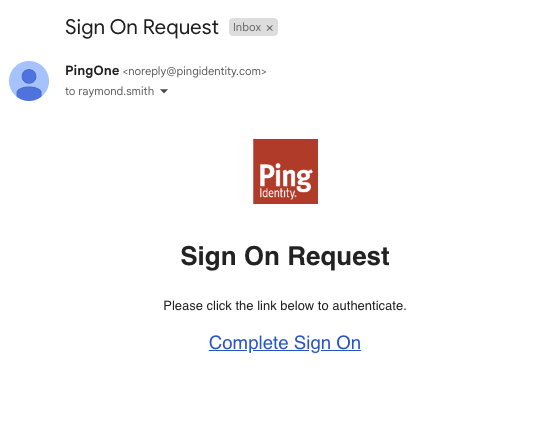 Sign On Request Inbox ×
PingOne <noreply@pingidentity.com>
to raymond.smith
Ping
Identity.
Sign On Request
Please click the link below to authenticate.
Complete Sign On